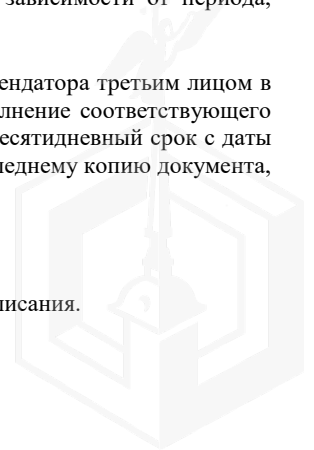 зависимости от периода,
ендатора третьим лицом в
лнение соответствующего
есятидневный срок с даты
леднему копию документа,
писания.